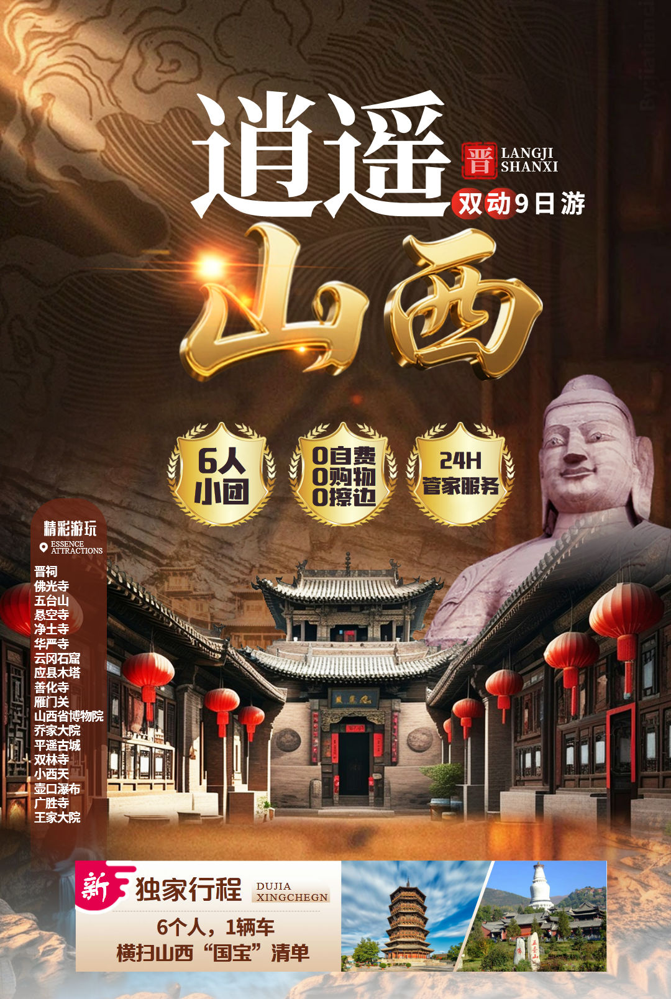 逍遥
晋
LANGJI
SHANXI
双动9日游
山西
6人
小团
0自费
0购物
0擦边
24H
管家服务
精彩游玩
ESSENCE
ATTRACTIONS
晋祠
佛光寺
五台山
悬空寺
净土寺
华严寺
云冈石窟
应县木塔
善化寺
雁门关
山西省博物院
乔家大院
平遥古城
双林寺
小西天
壶口瀑布
广胜寺
王家大院
新
独家行程
DUJIA
XINGCHEGN
6个人，1辆车
横扫山西“国宝”清单
五台山
佛